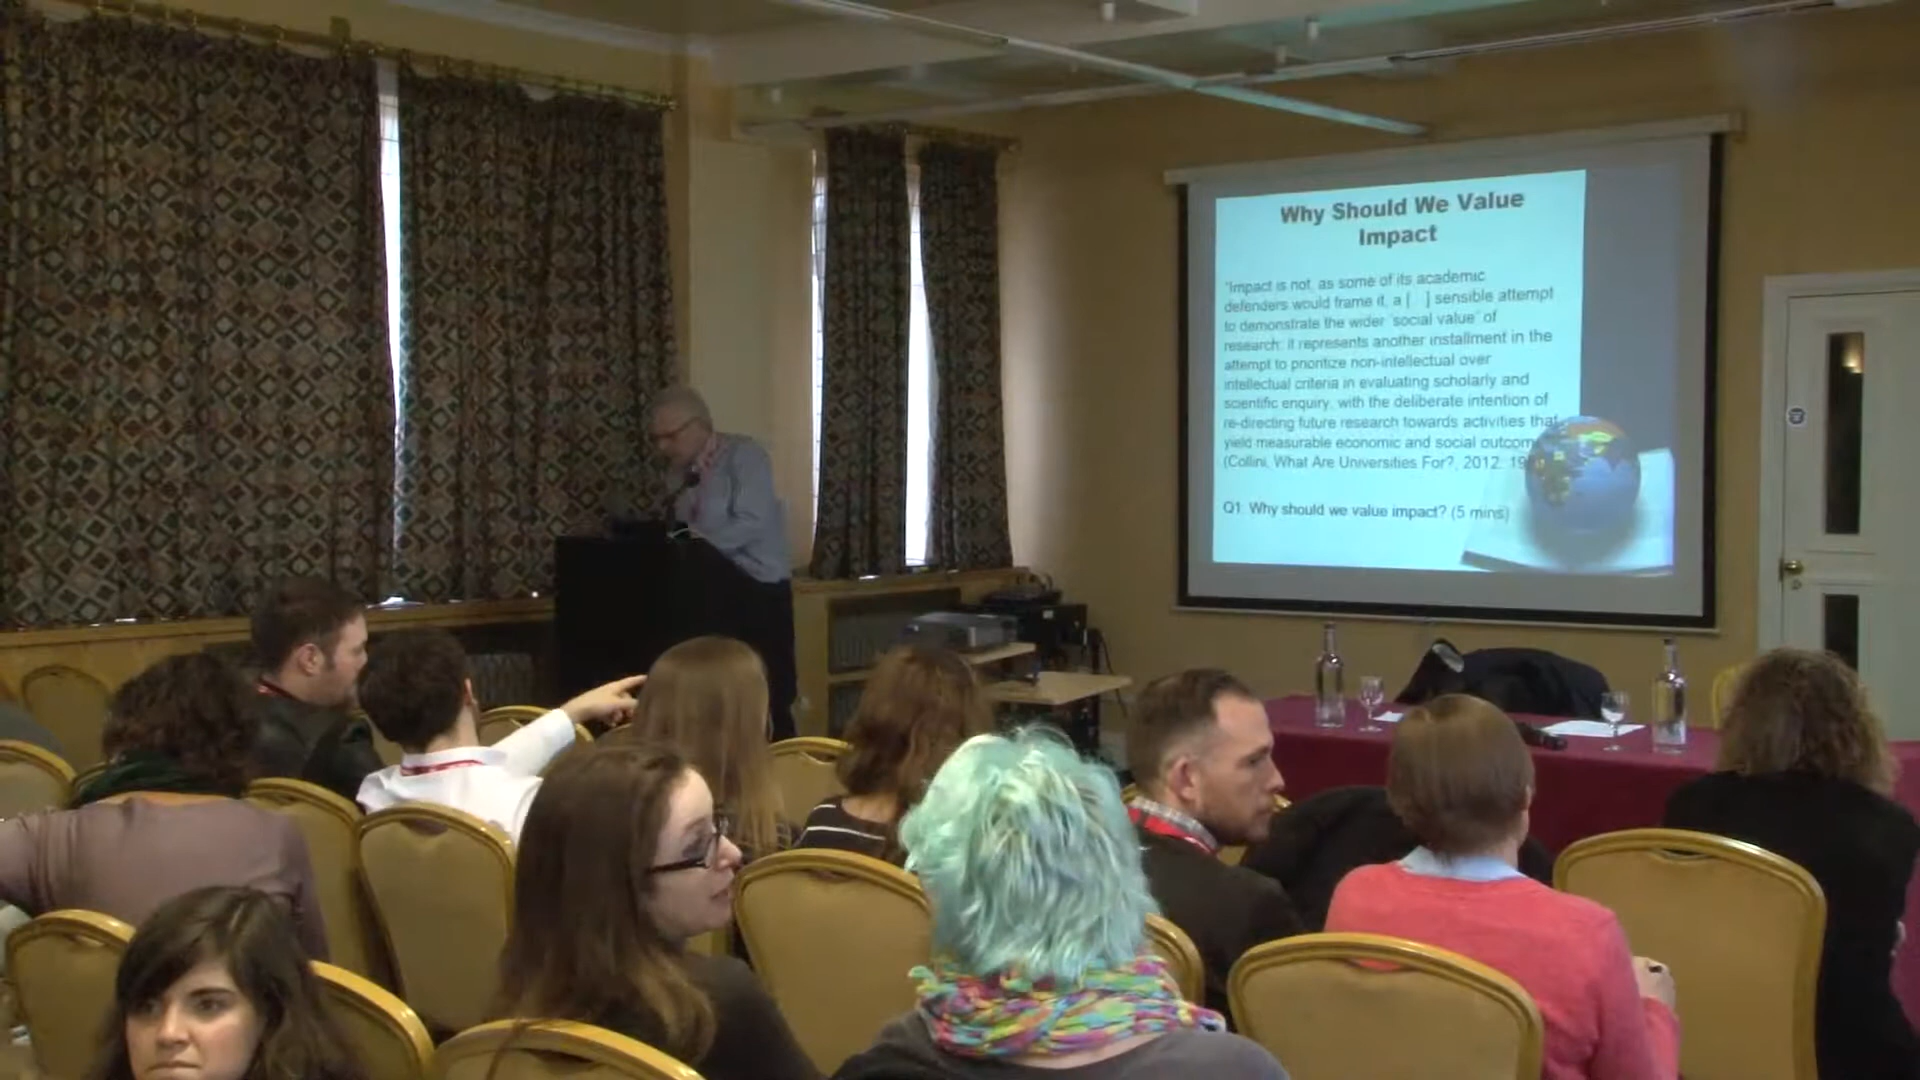 Why Should We Value
Impact
"Impact is not, as some of its academic
defenders would frame it, a [ ] sensible attempt
to demonstrate the wider 'social value' of
research: it represents another installment in the
attempt to prioritize non-intellectual over
intellectual criteria in evaluating scholarly and
scientific enquiry, with the deliberate intention of
re-directing future research towards activities that
yield measurable economic and social
(Collini, What Are Universities For?, 2012:
Q1: Why should we value impact? (5 mins)